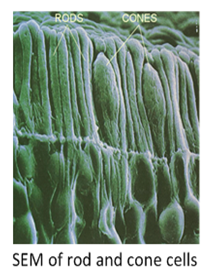 RODS CONES
SEM of rod and cone cells